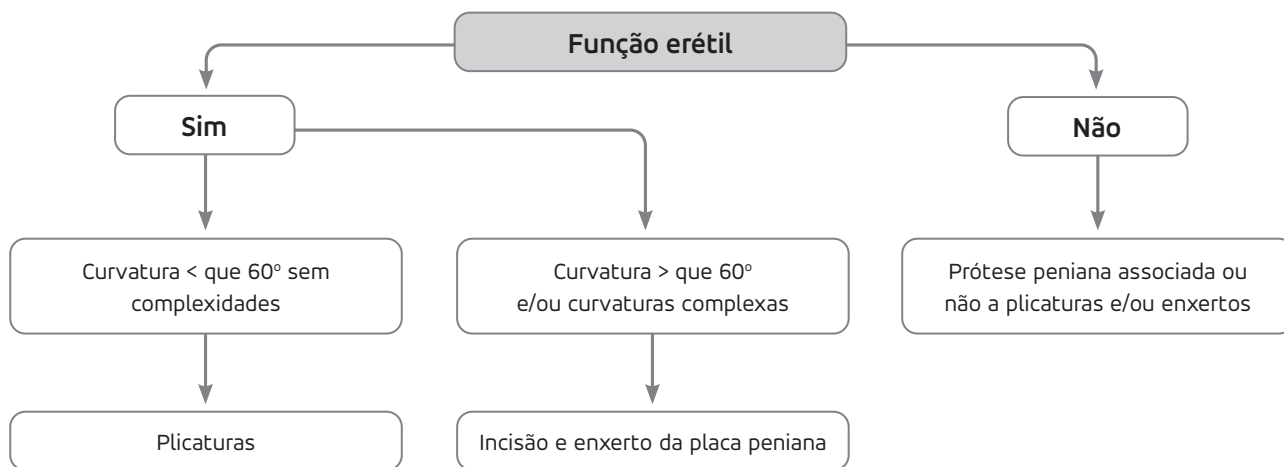 Função erétil
Sim
Não
Curvatura < que 60º sem
complexidades
Curvatura > que 60º
e/ou curvaturas complexas
Prótese peniana associada ou
não a plicaturas e/ou enxertos
Plicaturas
Incisão e enxerto da placa peniana